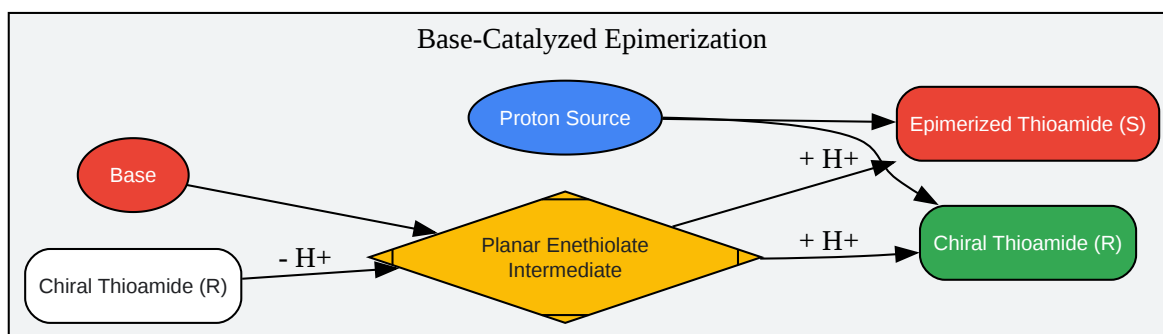 Base-Catalyzed Epimerization
Proton Source
Epimerized Thioamide (S)
Base
+ H+
Planar Enethiolate
Intermediate
Chiral Thioamide (R)
- H+
+ H+
Chiral Thioamide (R)